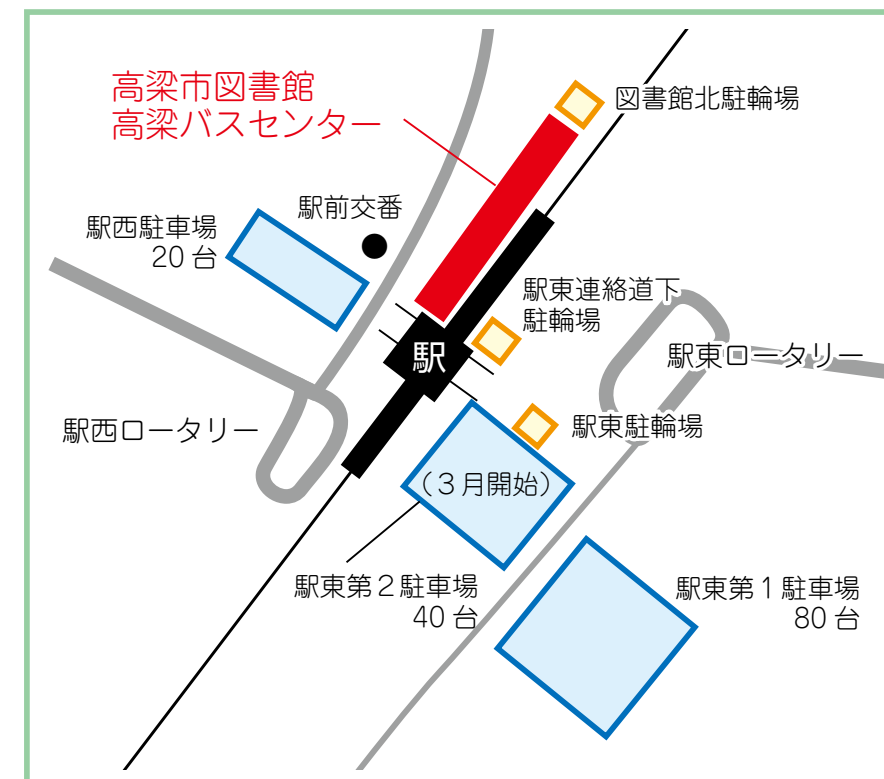 高梁市図書館
高梁バスセンター
図書館北駐輪場
駅前交番
駅西駐車場
20 台
駅東連絡道下
駐輪場
駅
駅東ロータリー
駅西ロータリー
駅東駐輪場
（３月開始）
駅東第２駐車場
40 台
駅東第１駐車場
80 台